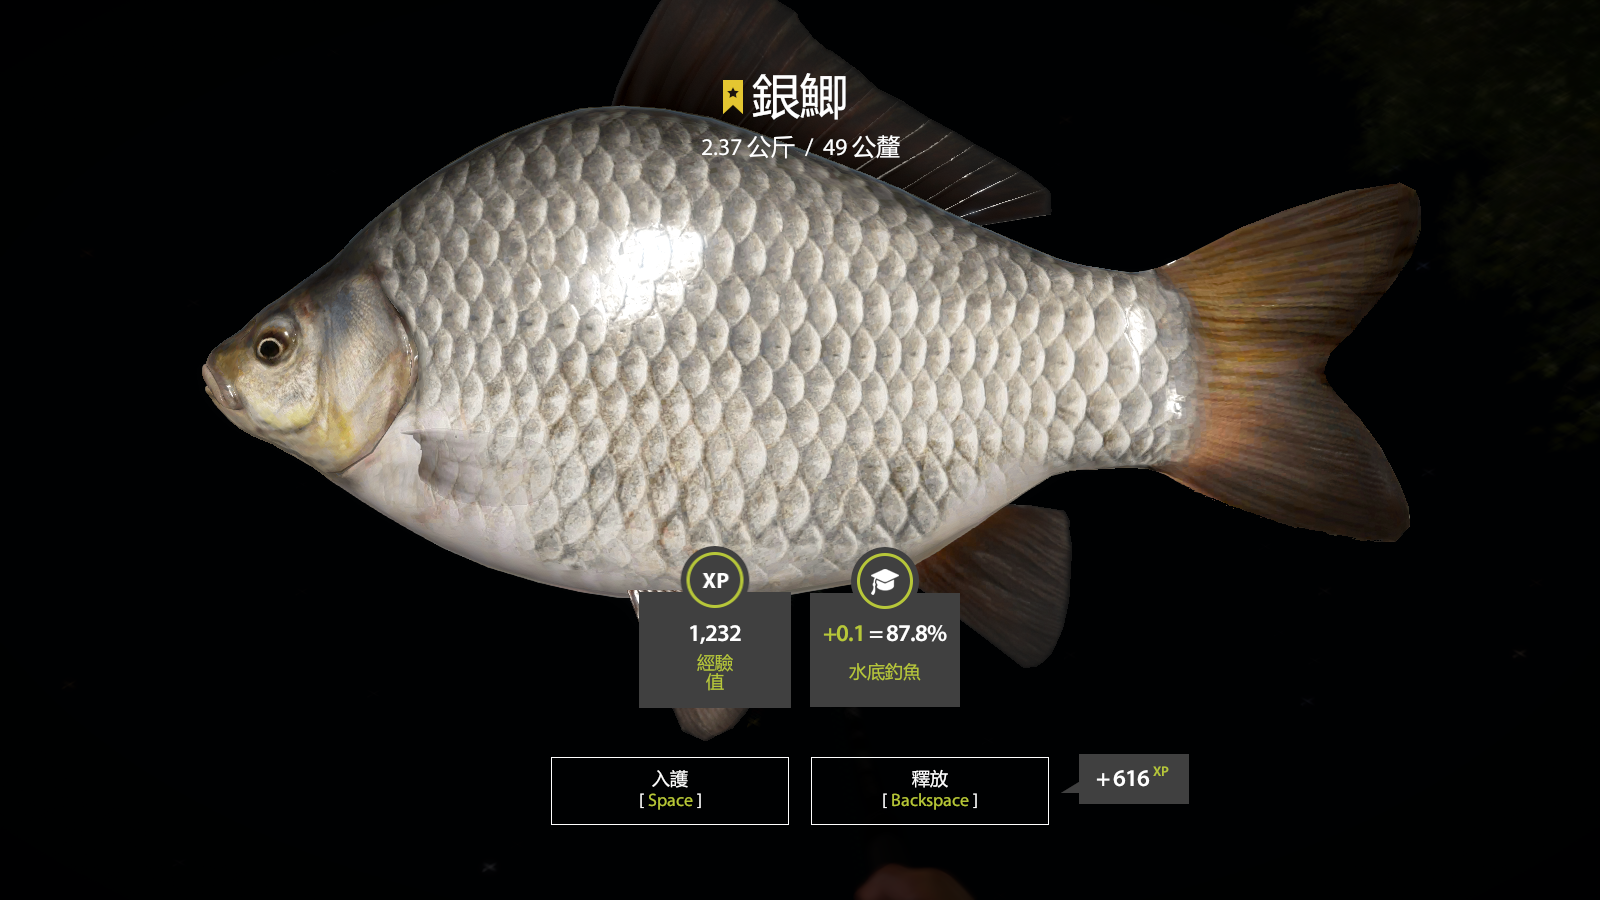 銀鯽
2.37 公斤 / 49 公釐
XP
1,232
經驗
值
+0.1 = 87.8%
水底釣魚
入護
[ Space ]
釋放
[ Backspace ]
+616 XP